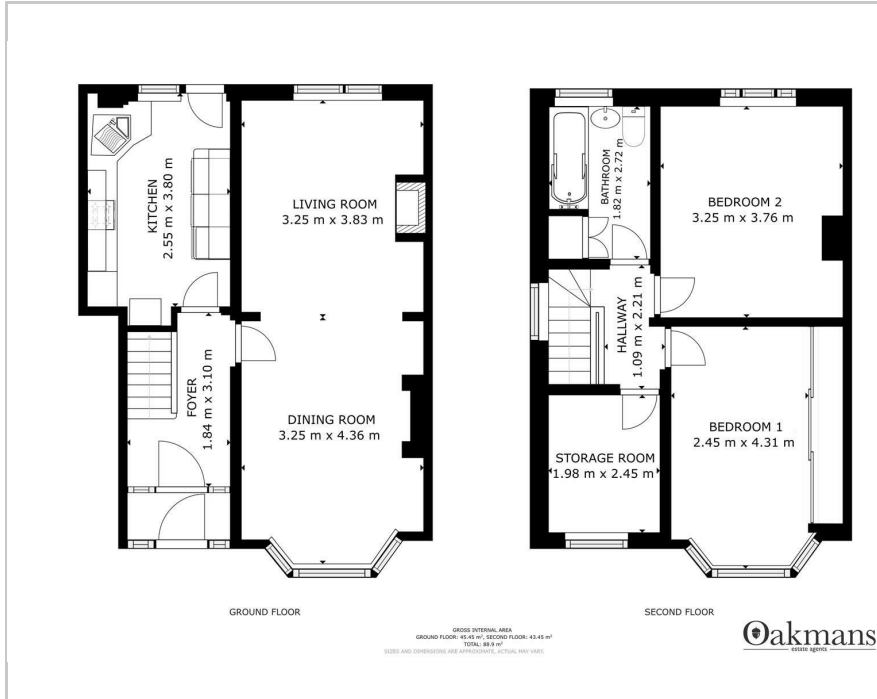 KITCHEN
2.55 m x 3.80 m
LIVING ROOM
3.25 m x 3.83 m
FOYER
1.84 m x 3.10 m
DINING ROOM
3.25 m x 4.36 m
BATHROOM
1.82 m x 2.72 m
BEDROOM 2
3.25 m x 3.76 m
HALLWAY
1.09 m x 2.21 m
BEDROOM 1
2.45 m x 4.31 m
STORAGE ROOM
1.98 m x 2.45 m
GROUND FLOOR
SECOND FLOOR
GROSS INTERNAL AREA
GROUND FLOOR: 45.45 m², SECOND FLOOR: 43.45 m²
TOTAL: 88.9 m²
SIZES AND DIMENSIONS ARE APPROXIMATE, ACTUAL MAY VARY.
Oakmans
estate agents